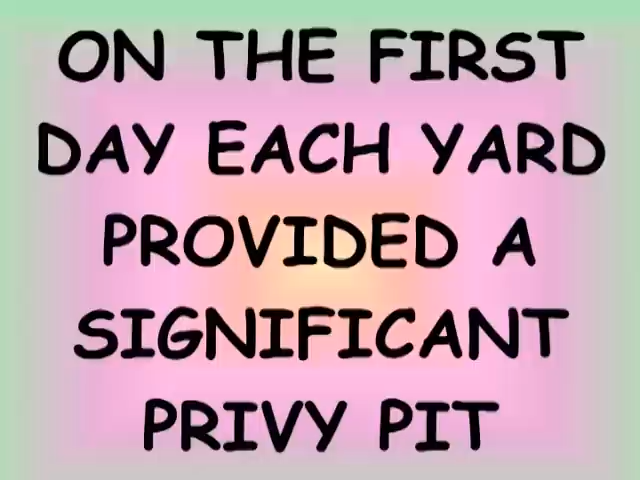 ON THE FIRST
DAY EACH YARD
PROVIDED A
SIGNIFICANT
PRIVY PIT